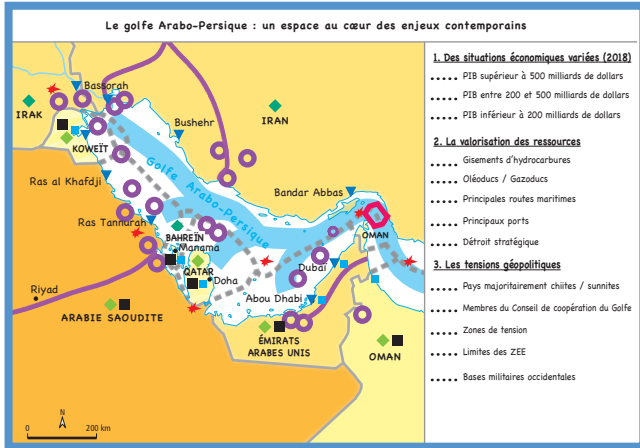 Le golfe Arabo-Persique : un espace au cœur des enjeux contemporains
Bassorah
IRAK
IRAN
Bushehr
KOWEÏT
Golfe Arabo-Persique
Ras al Khafdji
Bandar Abbas
Ras Tannurah
OMAN
BAHREÏN
Manama
QATAR
Doha
Dubaï
Riyad
Abou Dhabi
ARABIE SAOUDITE
ÉMIRATS
ARABES UNIS
OMAN
N
0 200 km
1. Des situations économiques variées (2018)
..... PIB supérieur à 500 milliards de dollars
..... PIB entre 200 et 500 milliards de dollars
..... PIB inférieur à 200 milliards de dollars
2. La valorisation des ressources
..... Gisements d'hydrocarbures
..... Oléoducs / Gazoducs
..... Principales routes maritimes
..... Principaux ports
..... Détroit stratégique
3. Les tensions géopolitiques
..... Pays majoritairement chiites / sunnites
..... Membres du Conseil de coopération du Golfe
..... Zones de tension
..... Limites des ZEE
..... Bases militaires occidentales